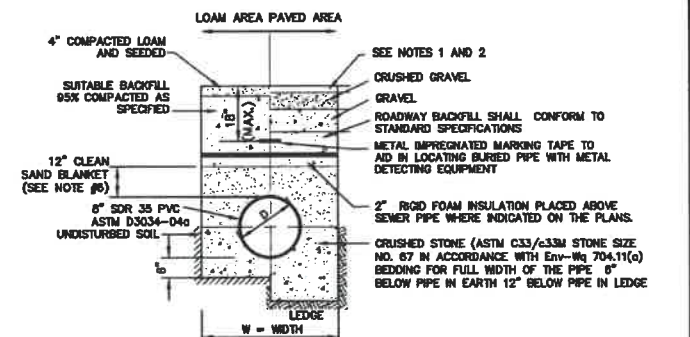 LOAM AREA PAVED AREA
4" COMPACTED LOAM
AND SEEDED
SEE NOTES 1 AND 2
CRUSHED GRAVEL
SUITABLE BACKFILL
95% COMPACTED AS
SPECIFIED
18"
(MAX.)
GRAVEL
ROADWAY BACKFILL SHALL CONFORM TO
STANDARD SPECIFICATIONS
METAL IMPREGNATED MARKING TAPE TO
AID IN LOCATING BURIED PIPE WITH METAL
DETECTING EQUIPMENT
12" CLEAN
SAND BLANKET
(SEE NOTE #6)
2" RIGID FOAM INSULATION PLACED ABOVE
SEWER PIPE WHERE INDICATED ON THE PLANS.
8" SDR 35 PVC
ASTM D3034-04a
UNDISTURBED SOIL
D
CRUSHED STONE (ASTM C33/c33M STONE SIZE
NO. 67 IN ACCORDANCE WITH Env-Wq 704.11(a)
BEDDING FOR FULL WIDTH OF THE PIPE 6"
BELOW PIPE IN EARTH 12" BELOW PIPE IN LEDGE
6"
LEDGE
W = WIDTH